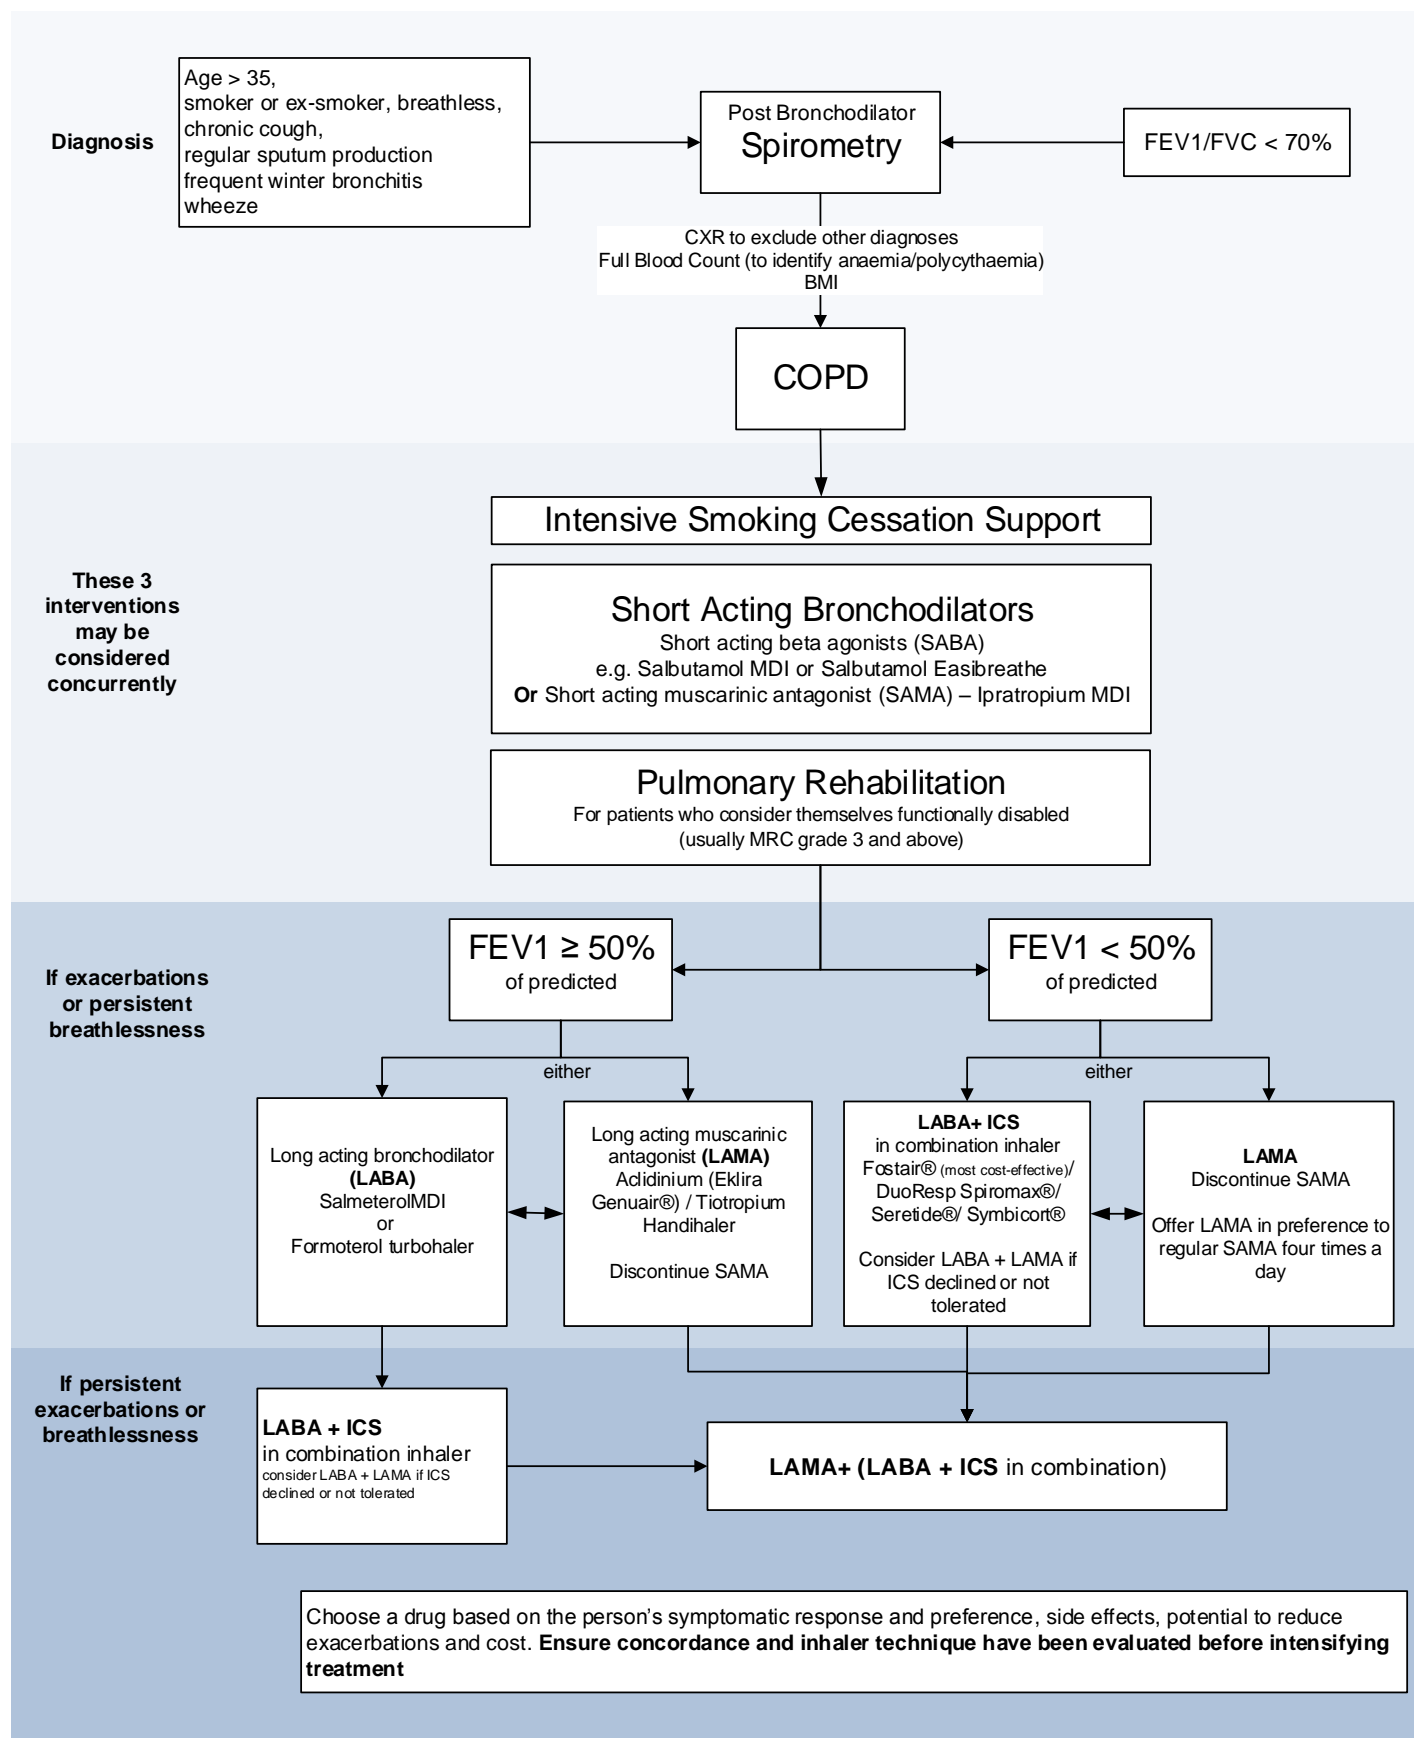 Diagnosis
Age > 35,
smoker or ex-smoker, breathless,
chronic cough,
regular sputum production
frequent winter bronchitis
wheeze
Post Bronchodilator
Spirometry
FEV1/FVC < 70%
CXR to exclude other diagnoses
Full Blood Count (to identify anaemia/polycythaemia)
BMI
COPD
These 3
interventions
may be
considered
concurrently
Intensive Smoking Cessation Support
Short Acting Bronchodilators
Short acting beta agonists (SABA)
e.g. Salbutamol MDI or Salbutamol Easibreathe
Or Short acting muscarinic antagonist (SAMA) – Ipratropium MDI
Pulmonary Rehabilitation
For patients who consider themselves functionally disabled
(usually MRC grade 3 and above)
If exacerbations
or persistent
breathlessness
FEV1 ≥ 50%
of predicted
FEV1 < 50%
of predicted
either
either
Long acting bronchodilator
(LABA)
SalmeterolMDI
or
Formoterol turbohaler
Long acting muscarinic
antagonist (LAMA)
Aclidinium (Eklira
Genuair®) / Tiotropium
Handihaler
Discontinue SAMA
LABA+ ICS
in combination inhaler
Fostair® (most cost-effective)/
DuoResp Spiromax®/
Seretide®/ Symbicort®
Consider LABA + LAMA if
ICS declined or not
tolerated
LAMA
Discontinue SAMA
Offer LAMA in preference to
regular SAMA four times a
day
If persistent
exacerbations or
breathlessness
LABA + ICS
in combination inhaler
consider LABA + LAMA if ICS
declined or not tolerated
LAMA+ (LABA + ICS in combination)
Choose a drug based on the person’s symptomatic response and preference, side effects, potential to reduce
exacerbations and cost. Ensure concordance and inhaler technique have been evaluated before intensifying
treatment